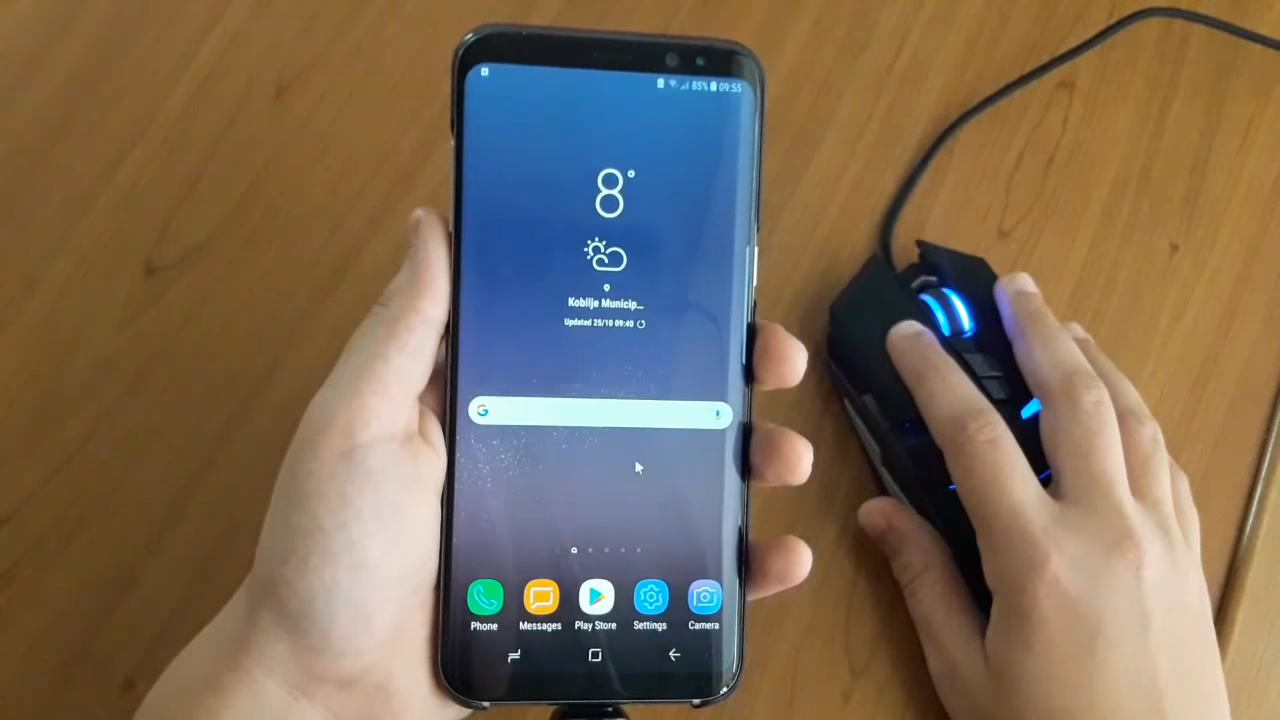 85% 09:55
8°
Kobilje Municip...
Updated 25/10 09:40
G
Phone Messages Play Store Settings Camera